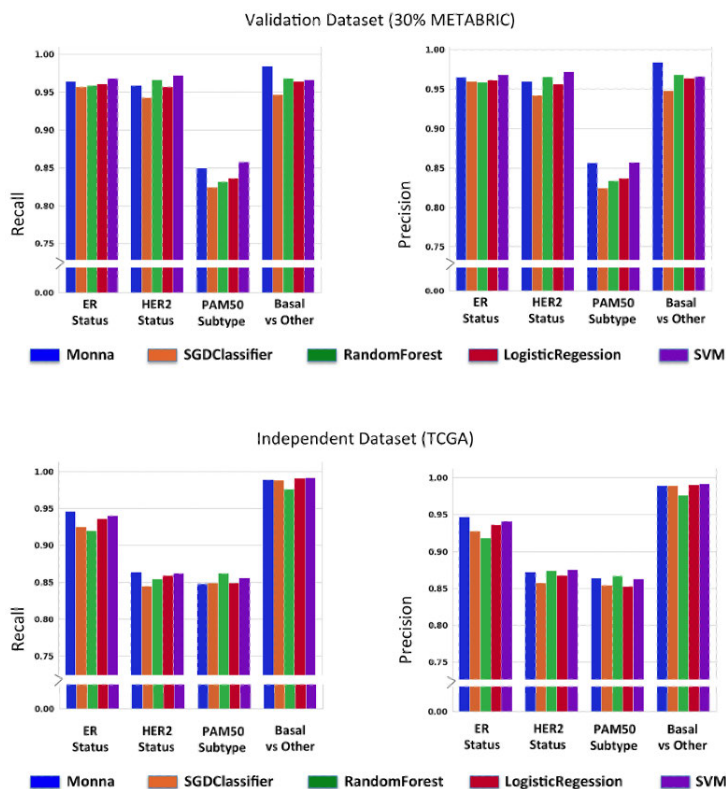 Validation Dataset (30% METABRIC)
Recall
1.00
0.95
0.90
0.85
0.80
0.75
0.00
ER Status
HER2 Status
PAM50 Subtype
Basal vs Other
Precision
1.00
0.95
0.90
0.85
0.80
0.75
0.00
ER Status
HER2 Status
PAM50 Subtype
Basal vs Other
Monna SGDClassifier RandomForest LogisticRegression SVM
Independent Dataset (TCGA)
Recall
1.00
0.95
0.90
0.85
0.80
0.75
0.00
ER Status
HER2 Status
PAM50 Subtype
Basal vs Other
Precision
1.00
0.95
0.90
0.85
0.80
0.75
0.00
ER Status
HER2 Status
PAM50 Subtype
Basal vs Other
Monna SGDClassifier RandomForest LogisticRegression SVM